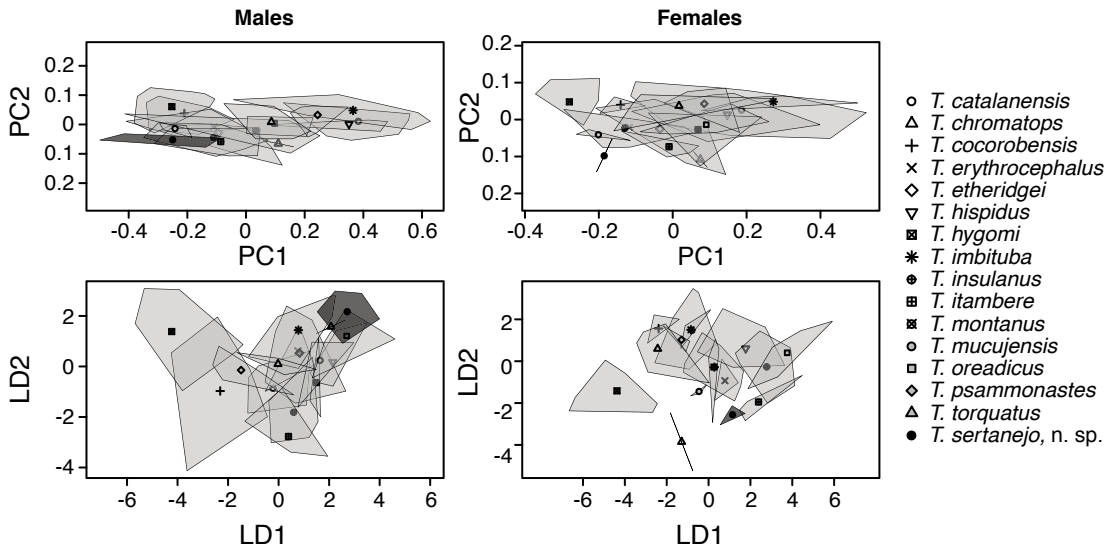 Males
Females
PC2
0.2
0.1
0
0.1
0.2
-0.4
-0.2
0
0.2
0.4
0.6
PC1
PC2
0.2
0.1
0
0.1
0.2
-0.4
-0.2
0
0.2
0.4
PC1
LD2
2
0
-2
-4
-6
-4
-2
0
2
4
6
LD1
LD2
2
0
-2
-4
-6
-4
-2
0
2
4
6
LD1
T. catalanensis
T. chromatops
T. cocorobensis
T. erythrocephalus
T. etheridgei
T. hispidus
T. hygomi
T. imbituba
T. insulanus
T. itambere
T. montanus
T. mucujensis
T. oreadicus
T. psammonastes
T. torquatus
T. sertanejo, n. sp.